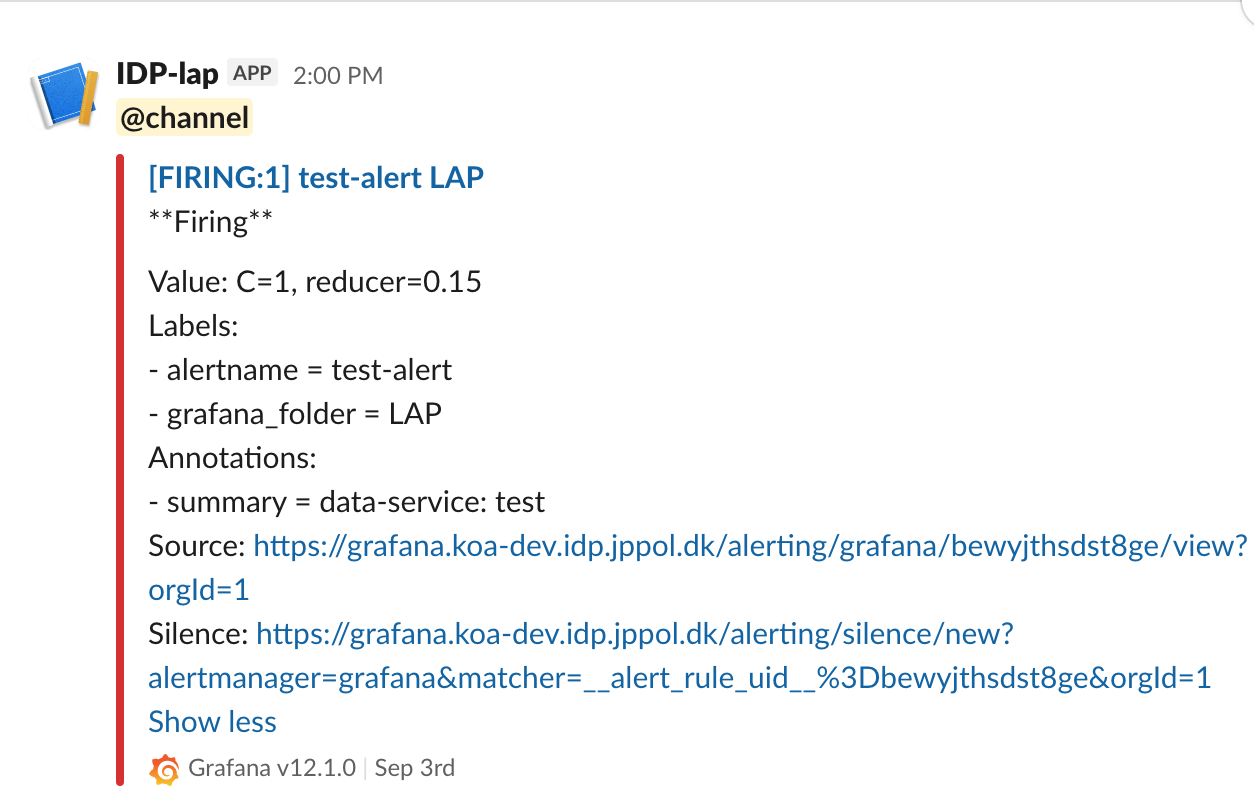 IDP-lap APP 2:00 PM
@channel
[FIRING:1] test-alert LAP
**Firing**
Value: C=1, reducer=0.15
Labels:
- alertname = test-alert
- grafana_folder = LAP
Annotations:
- summary = data-service: test
Source: https://grafana.koa-dev.idp.jppol.dk/alerting/grafana/bewyjthsdst8ge/view?
orgId=1
Silence: https://grafana.koa-dev.idp.jppol.dk/alerting/silence/new?
alertmanager=grafana&matcher=__alert_rule_uid__%3Dbewyjthsdst8ge&orgId=1
Show less
Grafana v12.1.0 | Sep 3rd